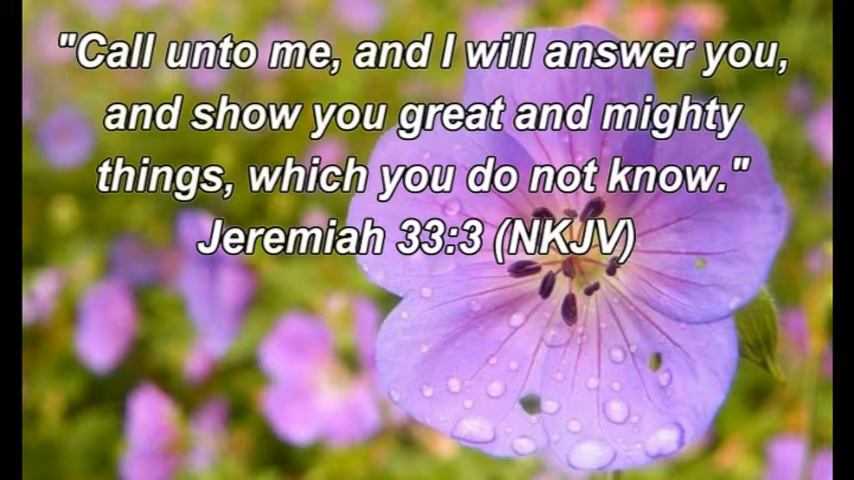 "Call unto me, and I will answer you,
and show you great and mighty
things, which you do not know."
Jeremiah 33:3 (NKJV)